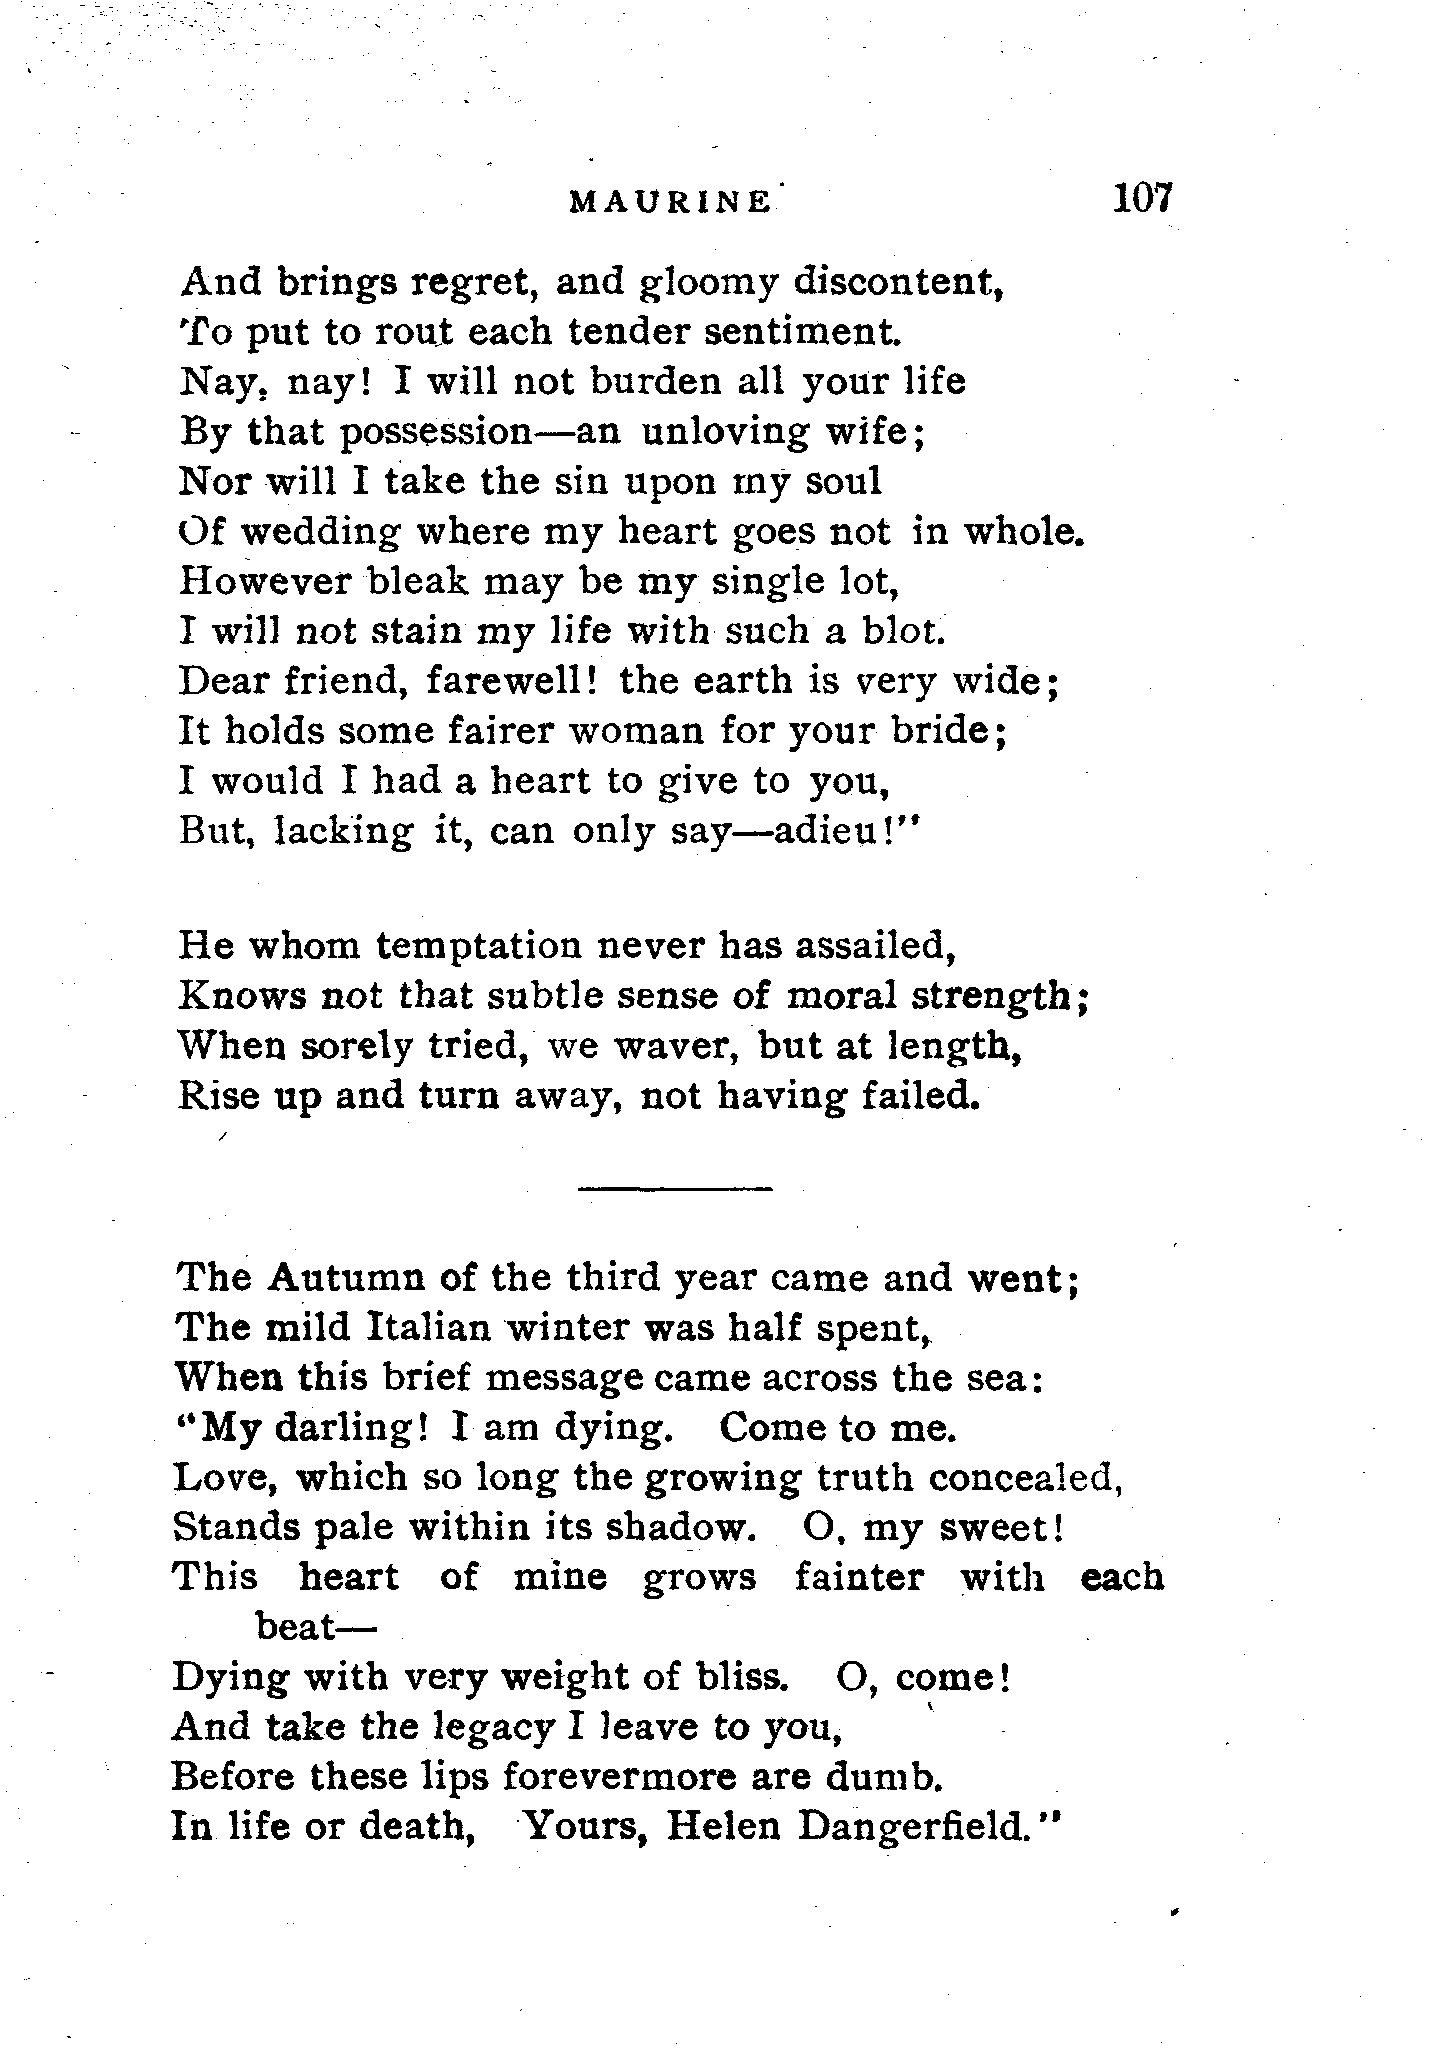 MAURINE 107
And brings regret, and gloomy discontent,
To put to rout each tender sentiment.
Nay, nay! I will not burden all your life
By that possession—an unloving wife;
Nor will I take the sin upon my soul
Of wedding where my heart goes not in whole.
However bleak may be my single lot,
I will not stain my life with such a blot.
Dear friend, farewell! the earth is very wide;
It holds some fairer woman for your bride;
I would I had a heart to give to you,
But, lacking it, can only say—adieu!"
He whom temptation never has assailed,
Knows not that subtle sense of moral strength;
When sorely tried, we waver, but at length,
Rise up and turn away, not having failed.
The Autumn of the third year came and went;
The mild Italian winter was half spent,
When this brief message came across the sea:
"My darling! I am dying. Come to me.
Love, which so long the growing truth concealed,
Stands pale within its shadow. O, my sweet!
This heart of mine grows fainter with each
beat—
Dying with very weight of bliss. O, come!
And take the legacy I leave to you,
Before these lips forevermore are dumb.
In life or death, Yours, Helen Dangerfield."